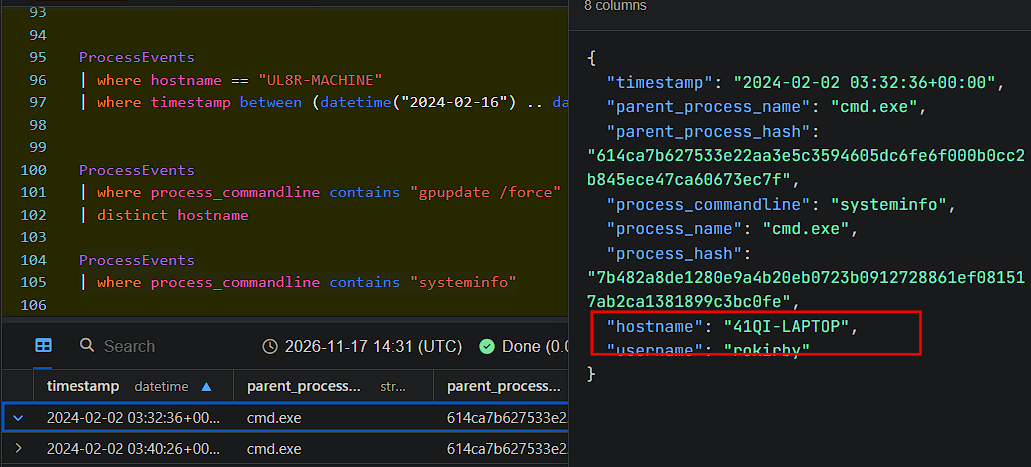 93
94
95 ProcessEvents
96 | where hostname == "UL8R-MACHINE"
97 | where timestamp between (datetime("2024-02-16") .. da
98
99
100 ProcessEvents
101 | where process_commandline contains "gpupdate /force"
102 | distinct hostname
103
104 ProcessEvents
105 | where process_commandline contains "systeminfo"
106
Search 2026-11-17 14:31 (UTC) Done (0.0
timestamp datetime parent_process... str... parent_process...
2024-02-02 03:32:36+00... cmd.exe 614ca7b627533e2
2024-02-02 03:40:26+00... cmd.exe 614ca7b627533e2
8 columns
{
"timestamp": "2024-02-02 03:32:36+00:00",
"parent_process_name": "cmd.exe",
"parent_process_hash":
"614ca7b627533e22aa3e5c3594605dc6fe6f000b0cc2
b845ece47ca60673ec7f",
"process_commandline": "systeminfo",
"process_name": "cmd.exe",
"process_hash":
"7b482a8de1280e9a4b20eb0723b0912728861ef081517
ab2ca1381899c3bc0fe",
"hostname": "41QI-LAPTOP",
"username": "rokirby"
}